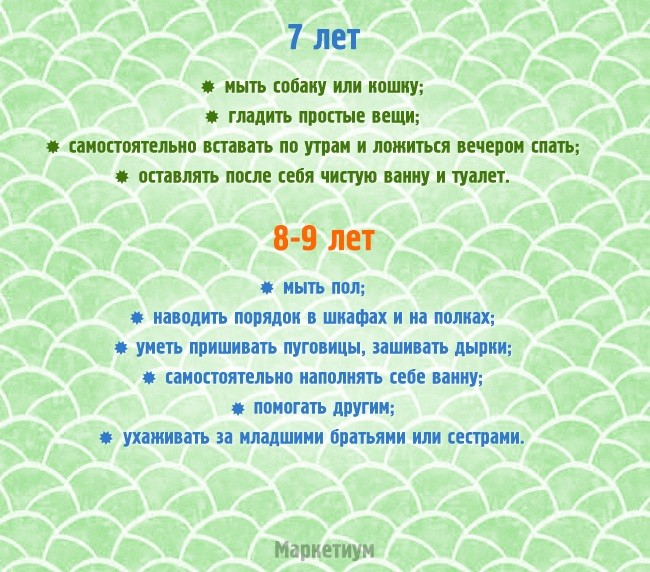 7 лет
✹ мыть собаку или кошку;
✹ гладить простые вещи;
✹ самостоятельно вставать по утрам и ложиться вечером спать;
✹ оставлять после себя чистую ванну и туалет.
8-9 лет
✹ мыть пол;
✹ наводить порядок в шкафах и на полках;
✹ уметь пришивать пуговицы, зашивать дырки;
✹ самостоятельно наполнять себе ванну;
✹ помогать другим;
✹ ухаживать за младшими братьями или сестрами.
Маркетиум